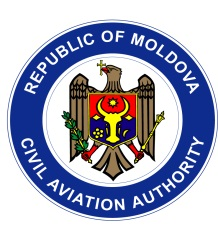 REPUBLIC OF MOLDOVA
CIVIL AVIATION AUTHORITY